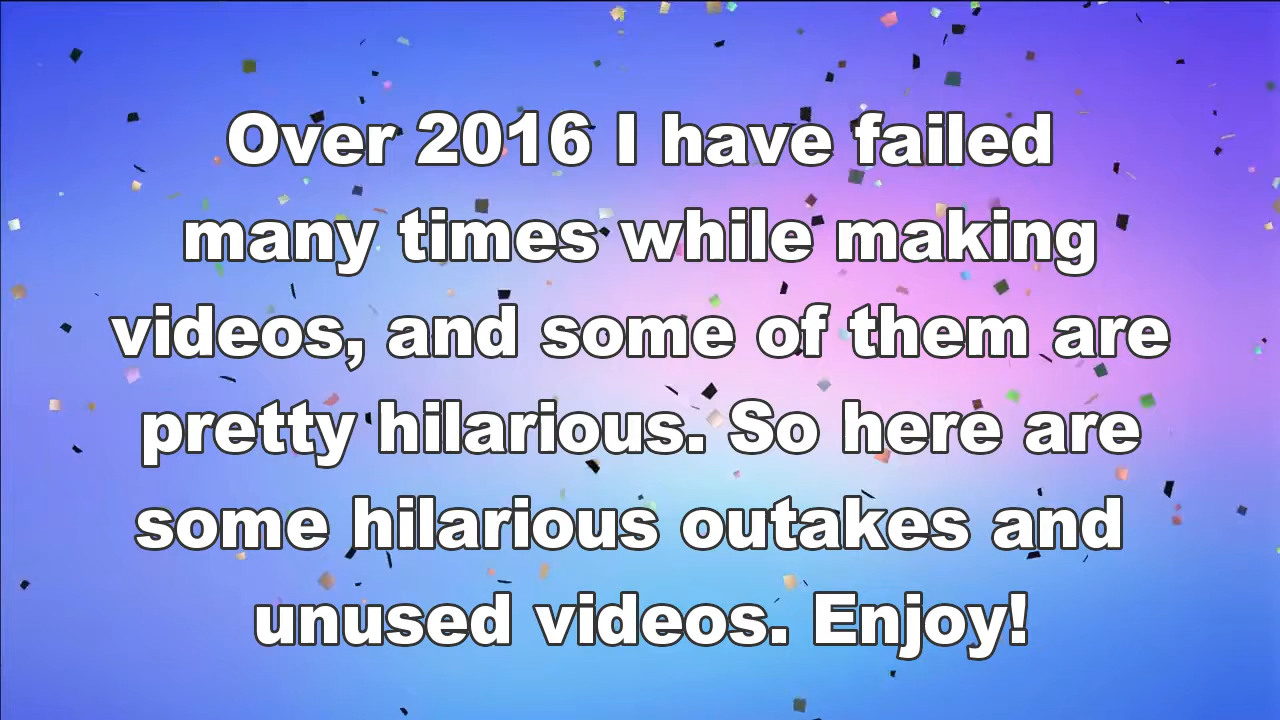 Over 2016 I have failed
many times while making
videos, and some of them are
pretty hilarious. So here are
some hilarious outakes and
unused videos. Enjoy!